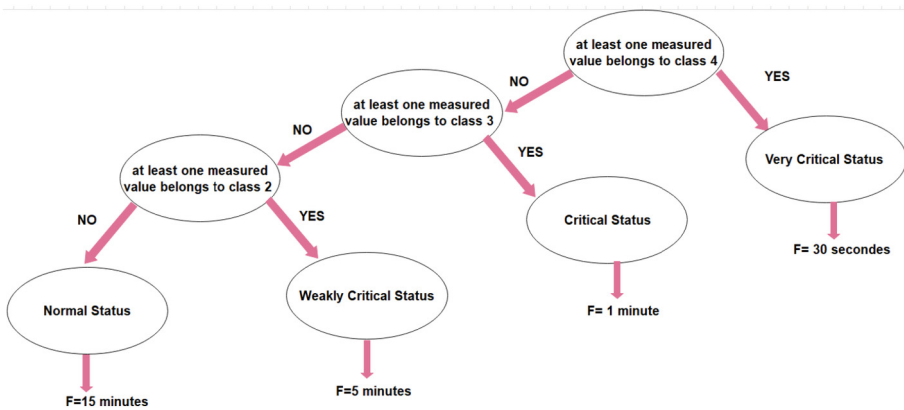 at least one measured
value belongs to class 4
NO
YES
at least one measured
value belongs to class 3
NO
YES
Very Critical Status
at least one measured
value belongs to class 2
NO
YES
Critical Status
F= 30 secondes
Normal Status
Weakly Critical Status
F= 1 minute
F=15 minutes
F=5 minutes